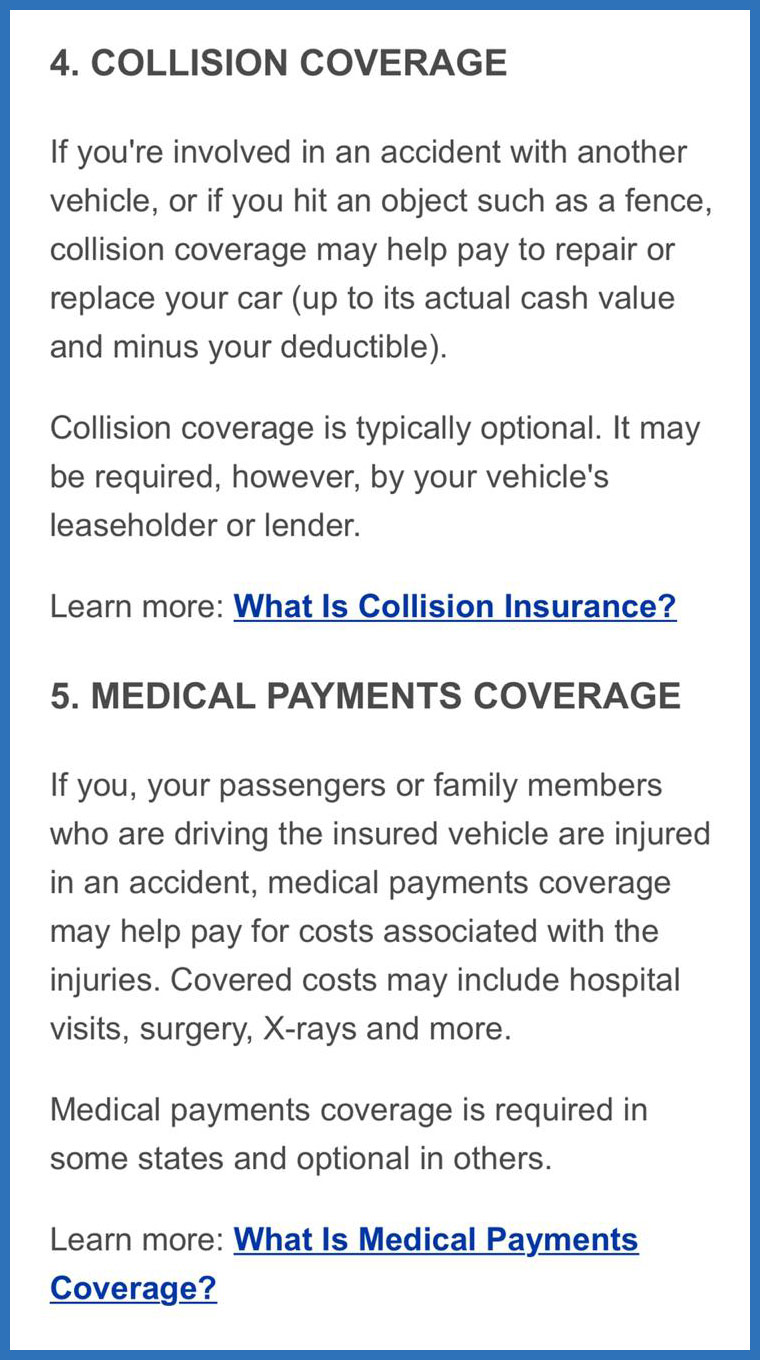 4. COLLISION COVERAGE
If you're involved in an accident with another
vehicle, or if you hit an object such as a fence,
collision coverage may help pay to repair or
replace your car (up to its actual cash value
and minus your deductible).
Collision coverage is typically optional. It may
be required, however, by your vehicle's
leaseholder or lender.
Learn more: What Is Collision Insurance?
5. MEDICAL PAYMENTS COVERAGE
If you, your passengers or family members
who are driving the insured vehicle are injured
in an accident, medical payments coverage
may help pay for costs associated with the
injuries. Covered costs may include hospital
visits, surgery, X-rays and more.
Medical payments coverage is required in
some states and optional in others.
Learn more: What Is Medical Payments
Coverage?